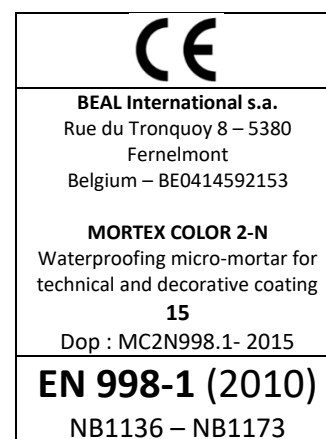 CE
BEAL International s.a.
Rue du Tronquoy 8 – 5380
Fernelmont
Belgium – BE0414592153
MORTEX COLOR 2-N
Waterproofing micro-mortar for
technical and decorative coating
15
Dop : MC2N998.1- 2015
EN 998-1 (2010)
NB1136 – NB1173